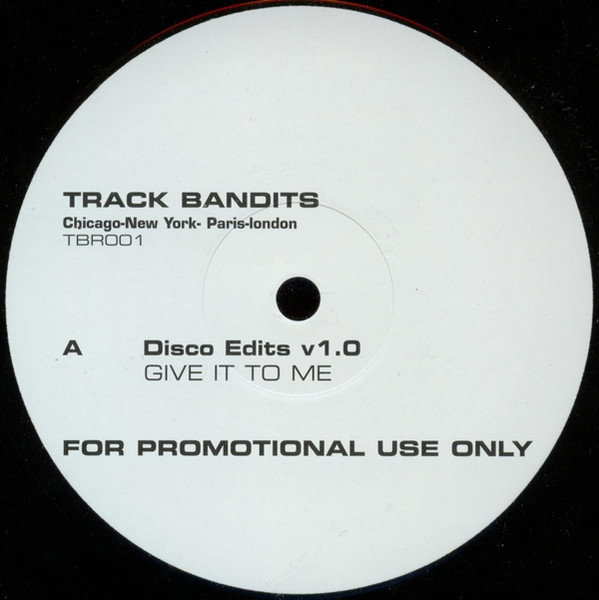 TRACK BANDITS
Chicago-New York- Paris-london
TBR001
A Disco Edits v1.0
GIVE IT TO ME
FOR PROMOTIONAL USE ONLY